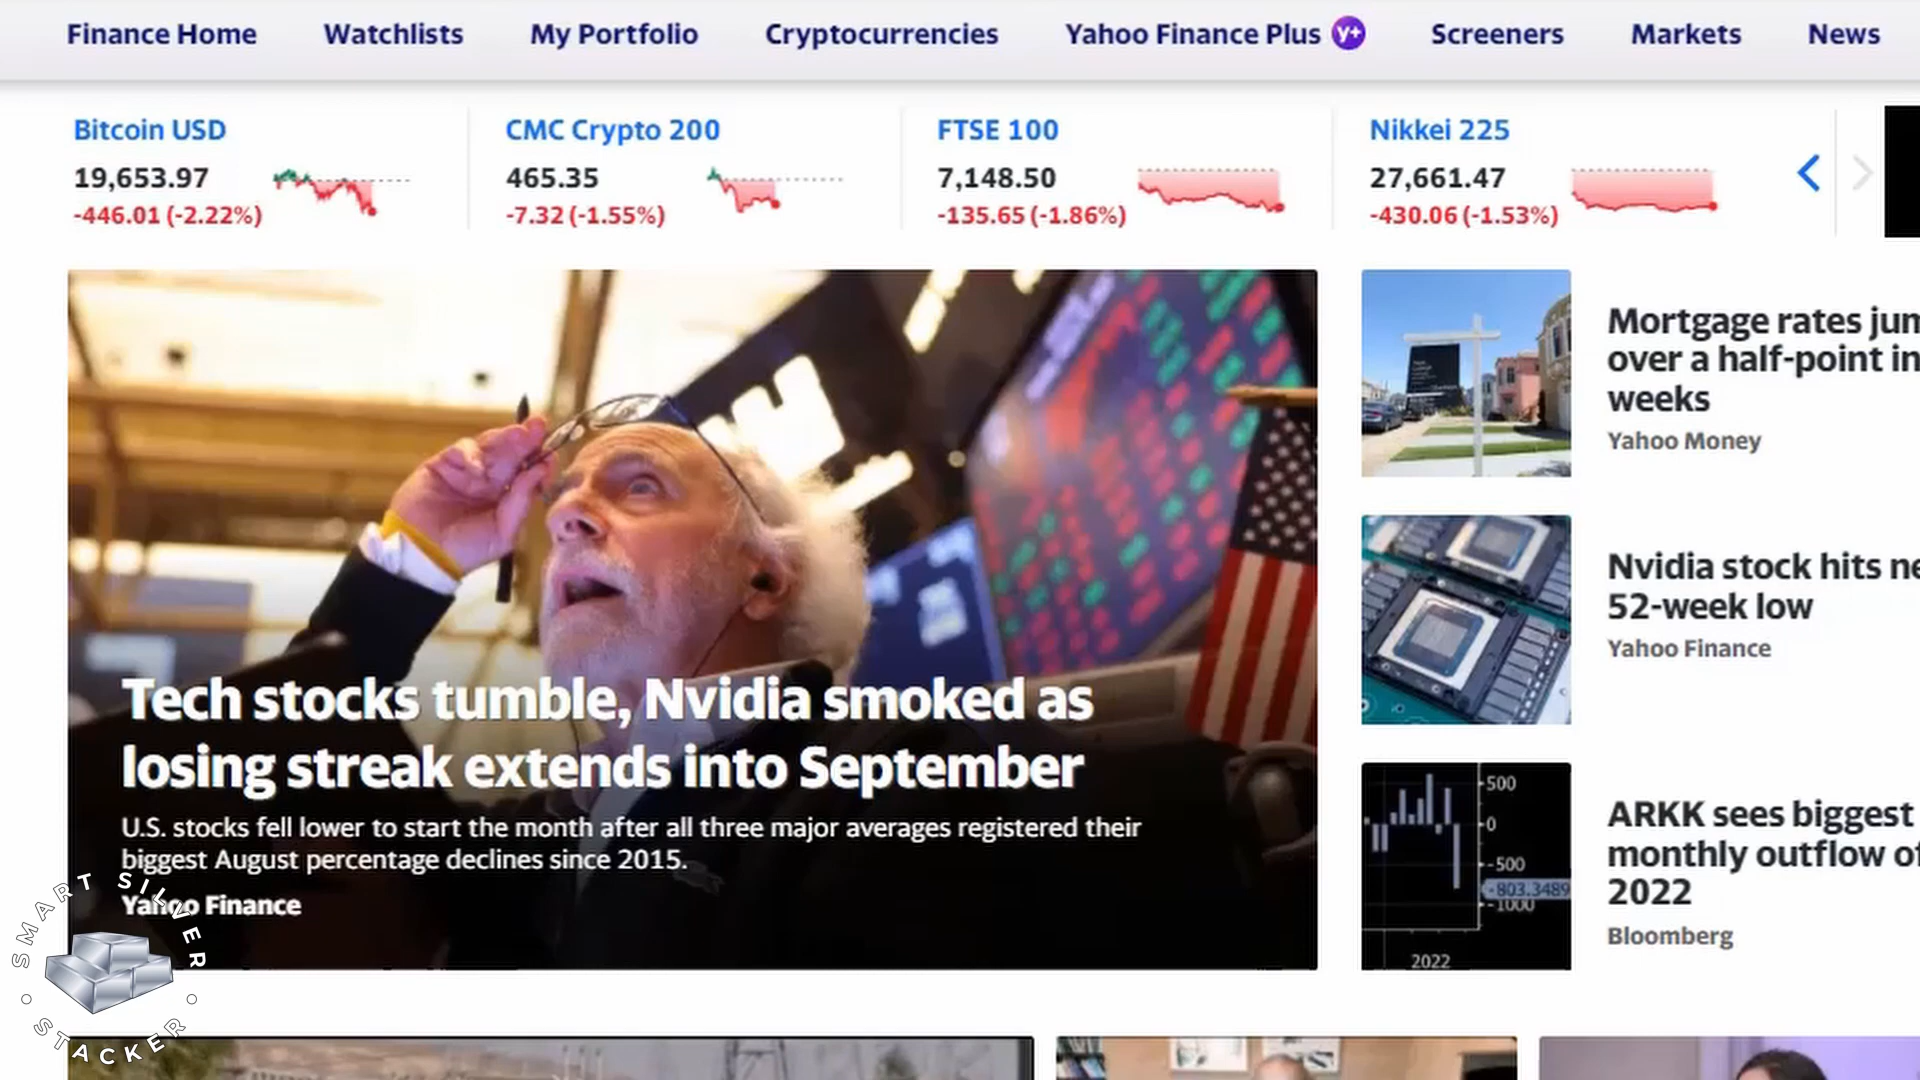 Finance Home
Watchlists
My Portfolio
Cryptocurrencies
Yahoo Finance Plus y+
Screeners
Markets
News
Bitcoin USD
19,653.97
-446.01 (-2.22%)
CMC Crypto 200
465.35
-7.32 (-1.55%)
FTSE 100
7,148.50
-135.65 (-1.86%)
Nikkei 225
27,661.47
-430.06 (-1.53%)
Tech stocks tumble, Nvidia smoked as
losing streak extends into September
U.S. stocks fell lower to start the month after all three major averages registered their
biggest August percentage declines since 2015.
Yahoo Finance
Mortgage rates jum
over a half-point in
weeks
Yahoo Money
Nvidia stock hits ne
52-week low
Yahoo Finance
500
0
-500
-803.3489
-1000
2022
ARKK sees biggest
monthly outflow of
2022
Bloomberg
SMART SILVER
STACKER